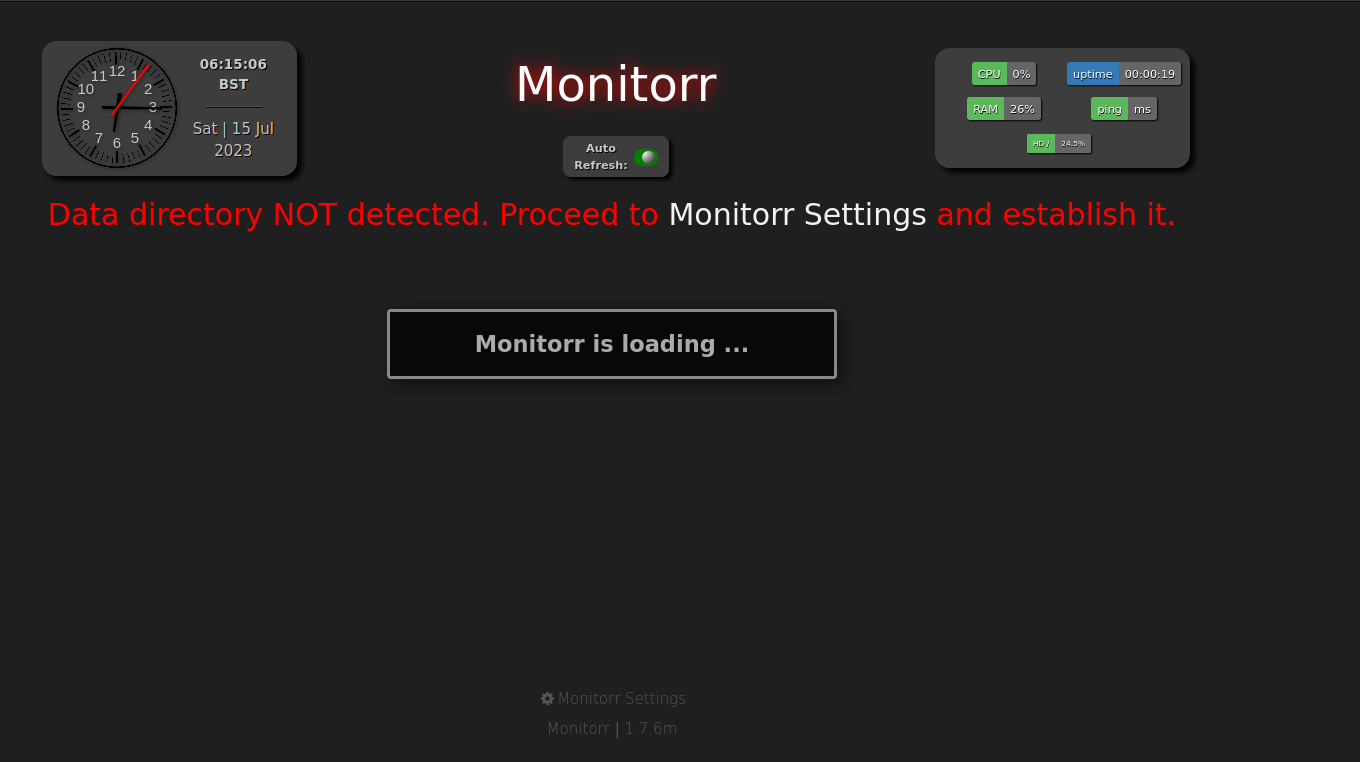 12
1
2
3
4
5
6
7
8
9
10
11
06:15:06
BST
Sat | 15 Jul
2023
Monitorr
Auto
Refresh:
CPU 0%
uptime 00:00:19
RAM 26%
ping ms
HD / 24.5%
Data directory NOT detected. Proceed to Monitorr Settings and establish it.
Monitorr is loading ...
Monitorr Settings
Monitorr | 1.7.6m